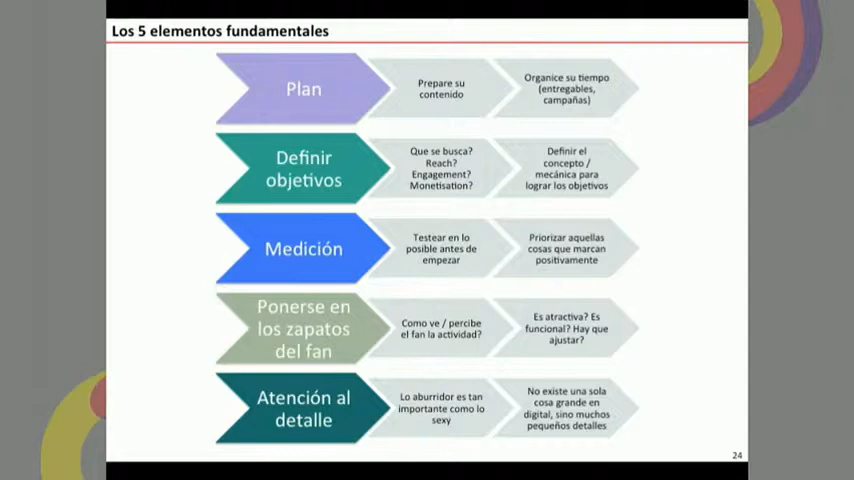 Los 5 elementos fundamentales
Plan
Prepare su
contenido
Organice su tiempo
(entregables,
campañas)
Definir
objetivos
Que se busca?
Reach?
Engagement?
Monetisation?
Definir el
concepto /
mecánica para
lograr los objetivos
Medición
Testear en lo
posible antes de
empezar
Priorizar aquellas
cosas que marcan
positivamente
Ponerse en
los zapatos
del fan
Como ve / percibe
el fan la actividad?
Es atractiva? Es
funcional? Hay que
ajustar?
Atención al
detalle
Lo aburridor es tan
importante como lo
sexy
No existe una sola
cosa grande en
digital, sino muchos
pequeños detalles
24